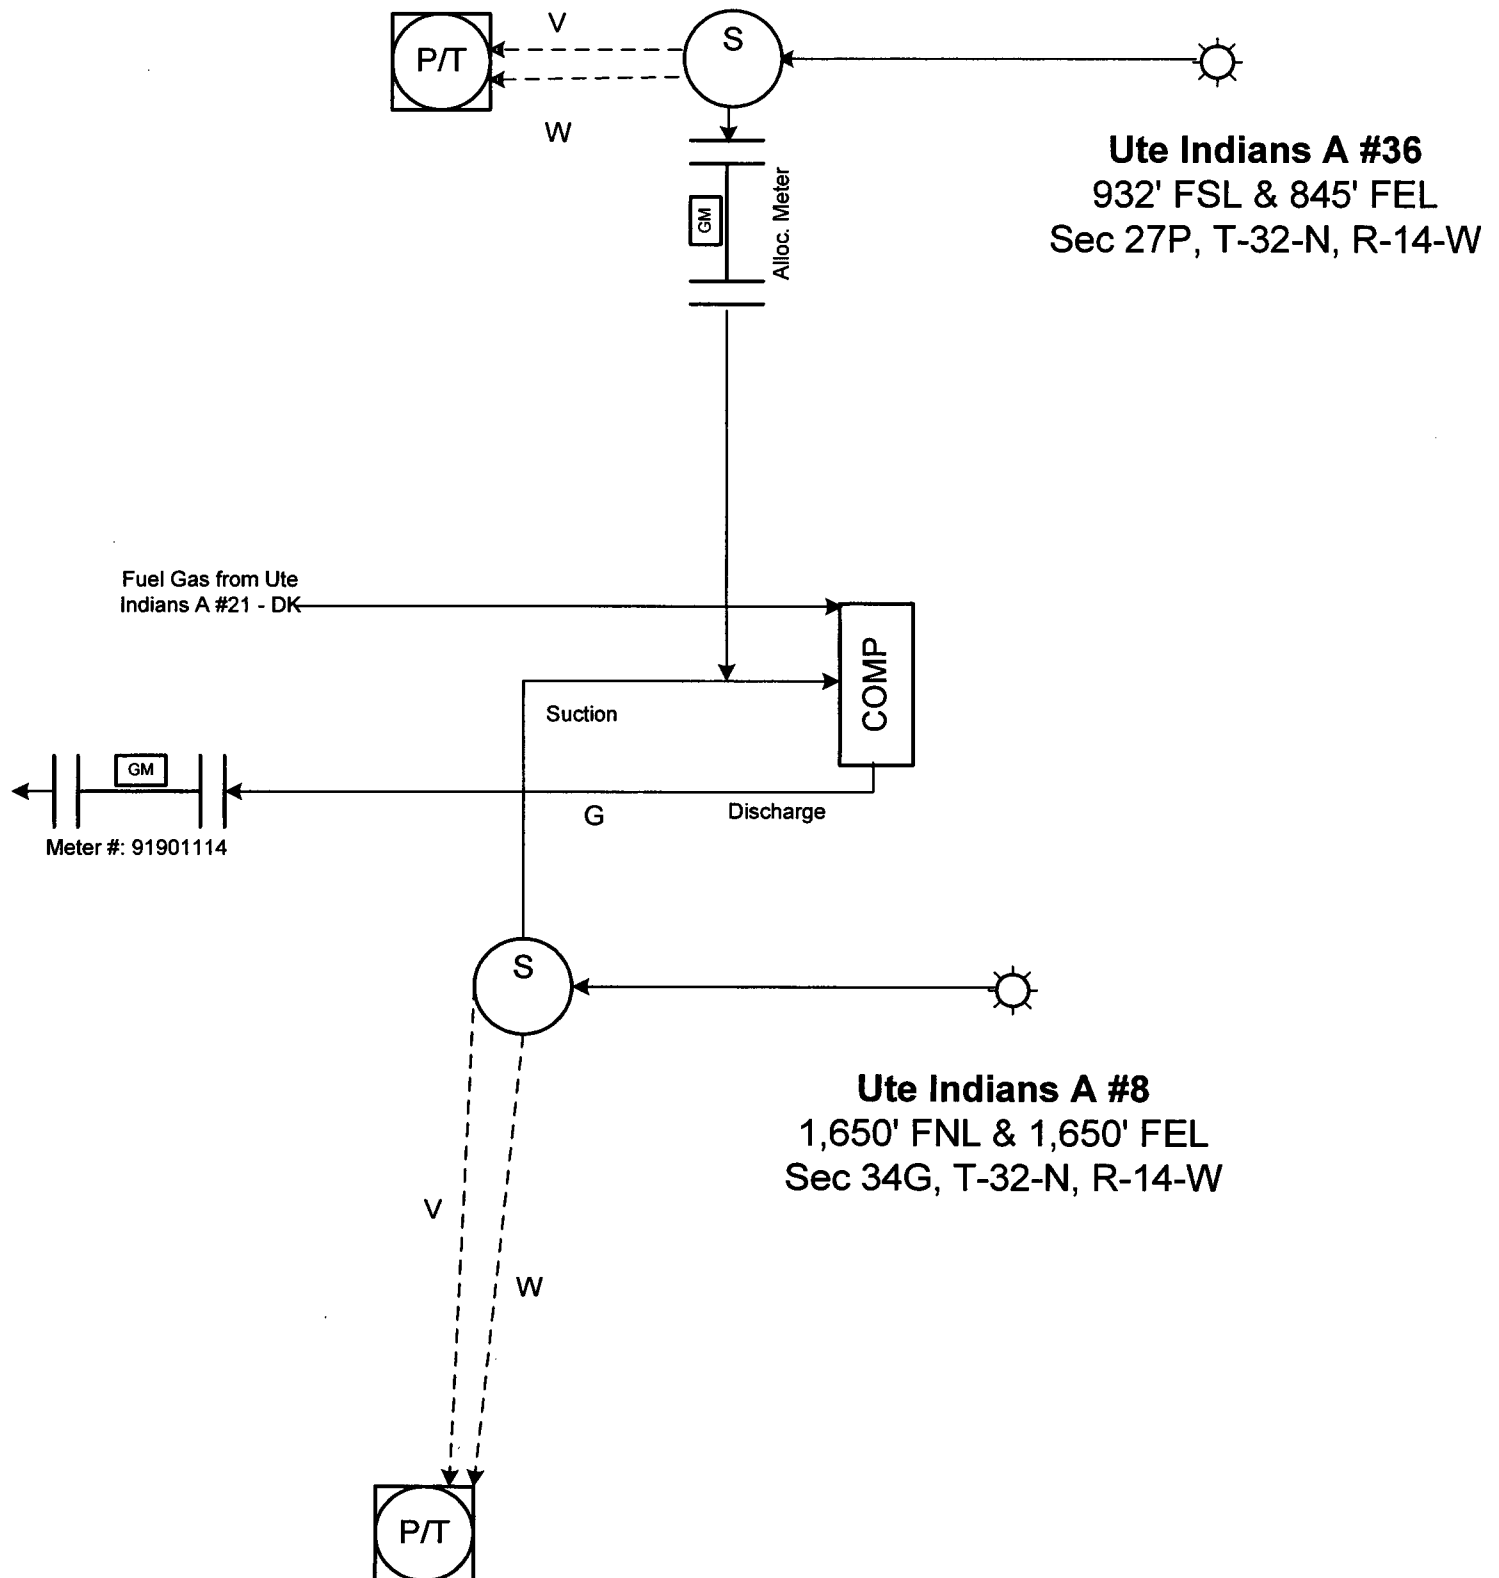 V
P/T
S
W
Ute Indians A #36
932' FSL & 845' FEL
Sec 27P, T-32-N, R-14-W
GM
Alloc. Meter
Fuel Gas from Ute
Indians A #21 - DK
COMP
Suction
GM
G
Discharge
Meter #: 91901114
S
Ute Indians A #8
1,650' FNL & 1,650' FEL
Sec 34G, T-32-N, R-14-W
V
W
P/T